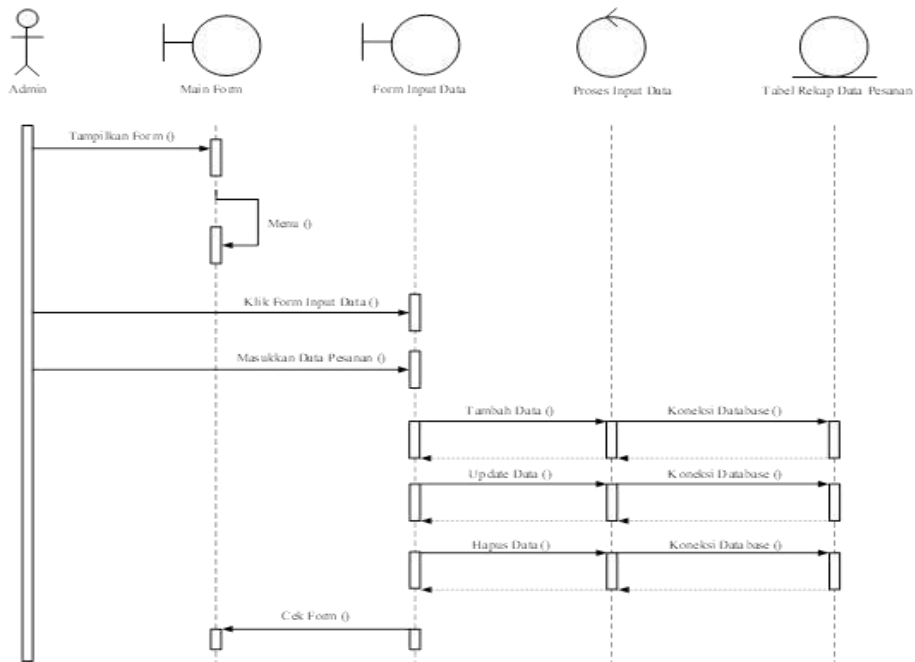 Admin
Main Form
Form Input Data
Proses Input Data
Tabel Rekap Data Pesanan
Tampilkan Form ()
Menu ()
Klik Form Input Data ()
Masukkan Data Pesanan ()
Tambah Data ()
Koneksi Database ()
Update Data ()
Koneksi Database ()
Hapus Data ()
Koneksi Database ()
Cek Form ()